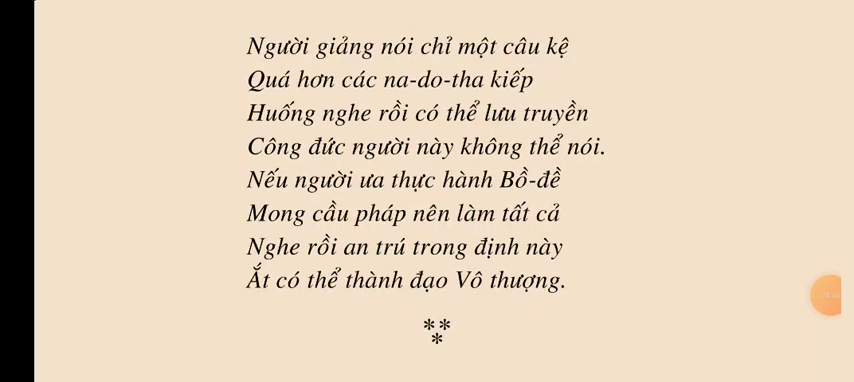 Người giảng nói chỉ một câu kệ
Quá hơn các na-do-tha kiếp
Huống nghe rồi có thể lưu truyền
Công đức người này không thể nói.
Nếu người ưa thực hành Bồ-đề
Mong cầu pháp nên làm tất cả
Nghe rồi an trú trong định này
Ắt có thể thành đạo Vô thượng.
**
*